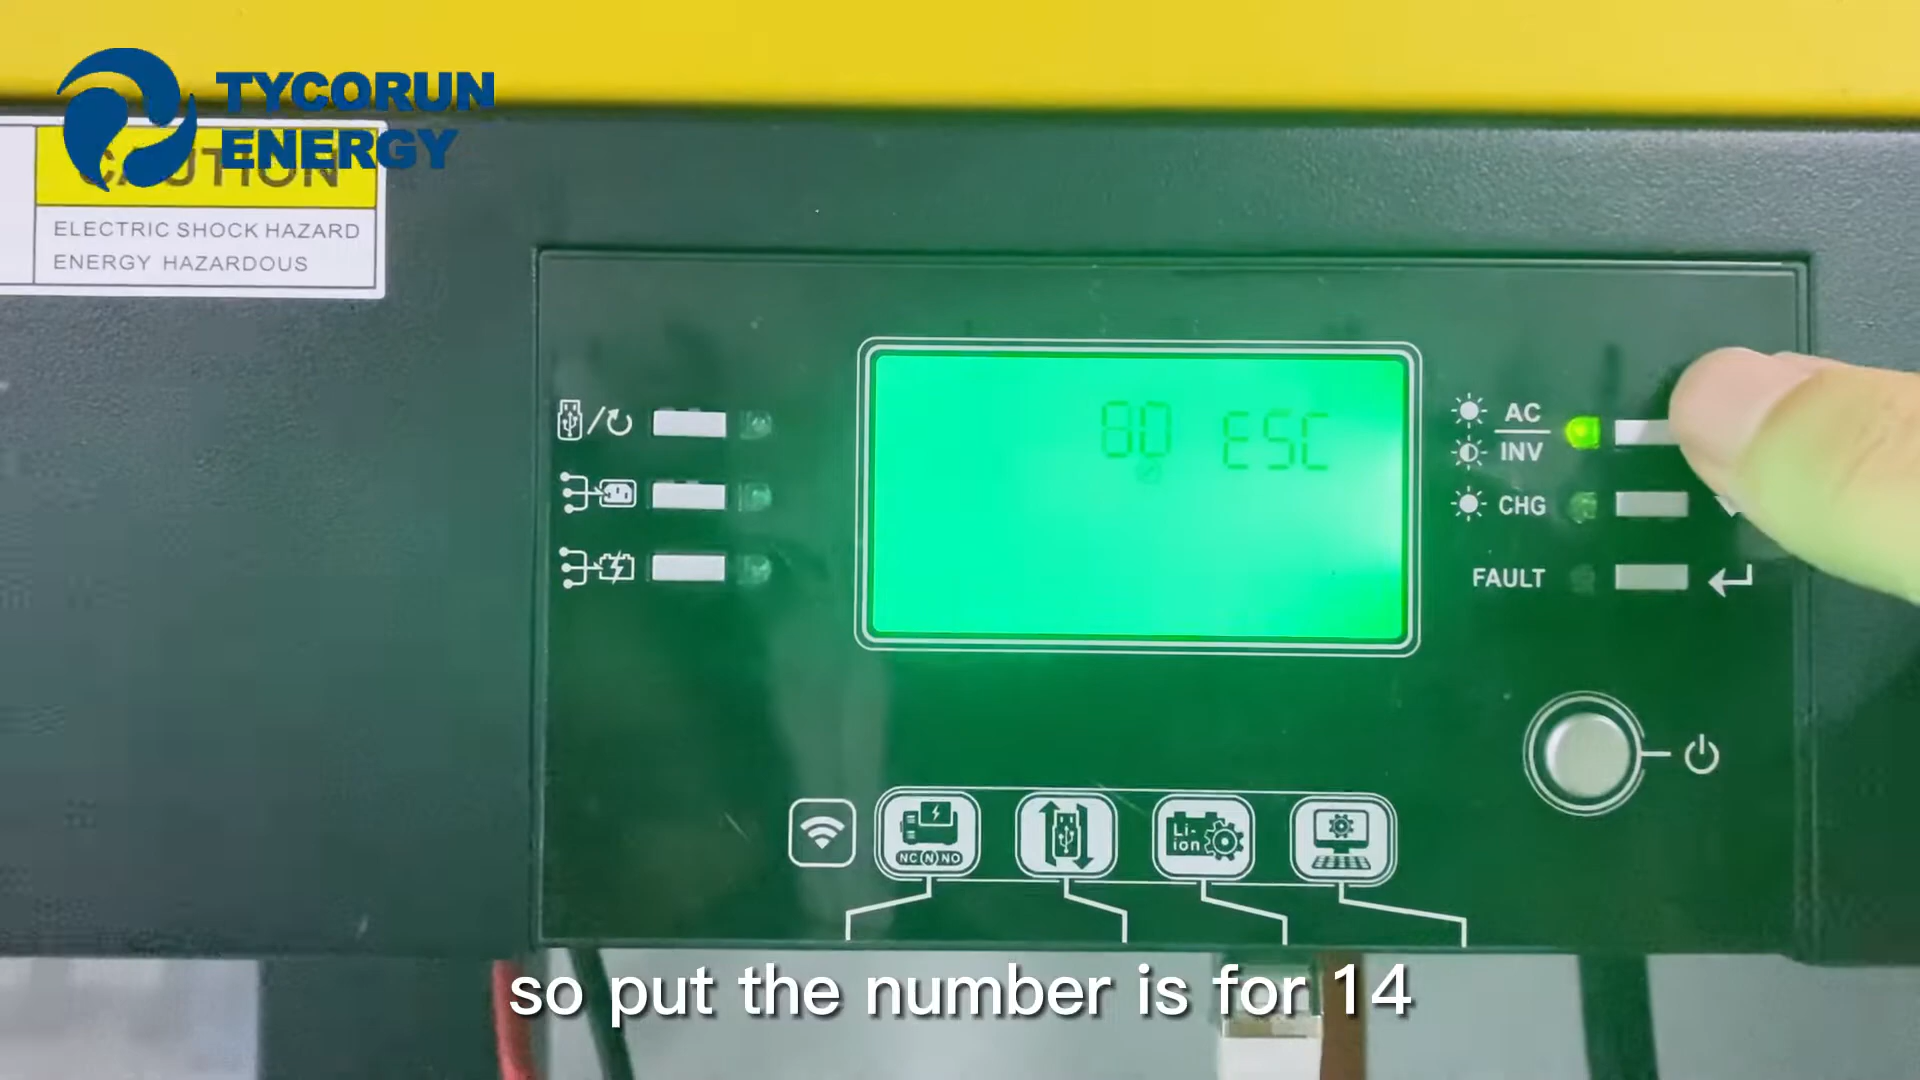 TYCORUN
ENERGY
CAUTION
ELECTRIC SHOCK HAZARD
ENERGY HAZARDOUS
80 ESC
AC
INV
CHG
FAULT
NC N NO
Li-
ion
so put the number is for 14